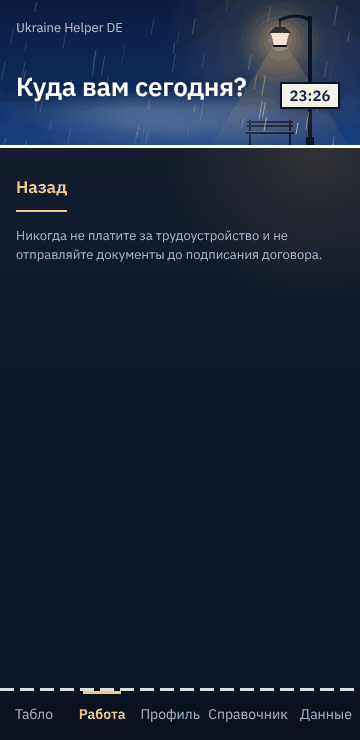 Ukraine Helper DE
Куда вам сегодня?
23:26
Назад
Никогда не платите за трудоустройство и не
отправляйте документы до подписания договора.
Табло Работа Профиль Справочник Данные